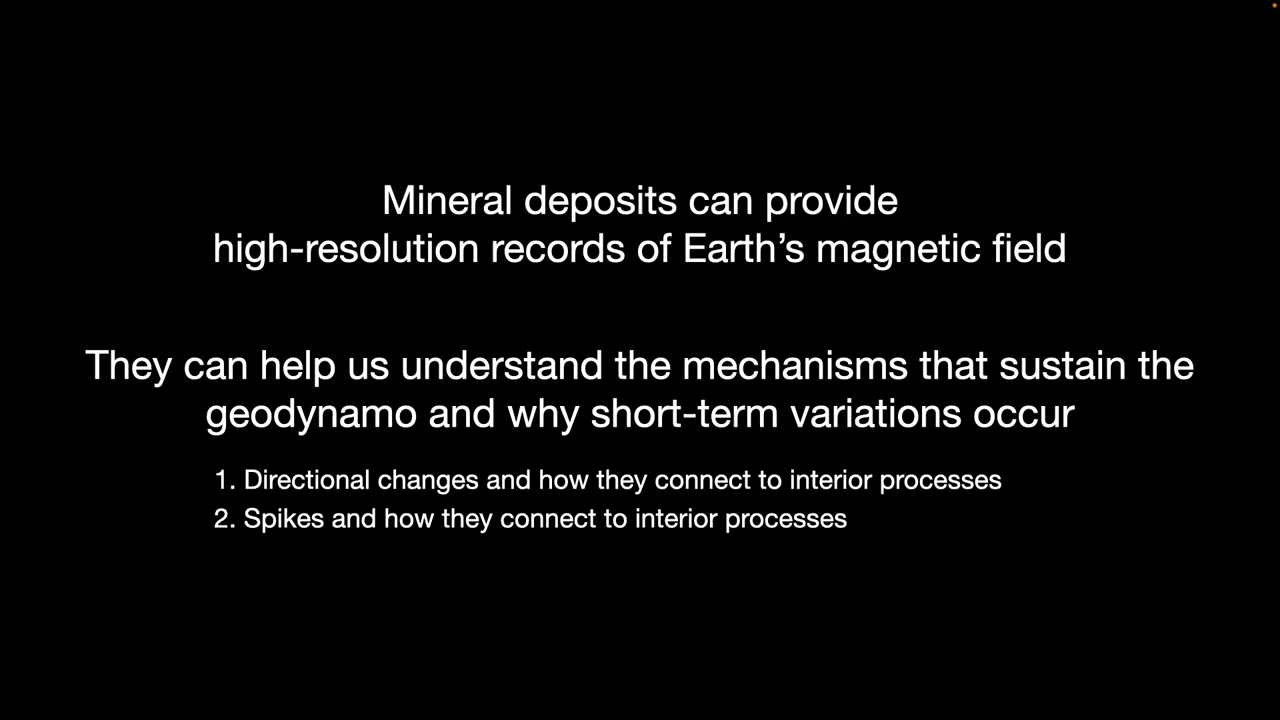 Mineral deposits can provide
high-resolution records of Earth’s magnetic field
They can help us understand the mechanisms that sustain the
geodynamo and why short-term variations occur
1. Directional changes and how they connect to interior processes
2. Spikes and how they connect to interior processes